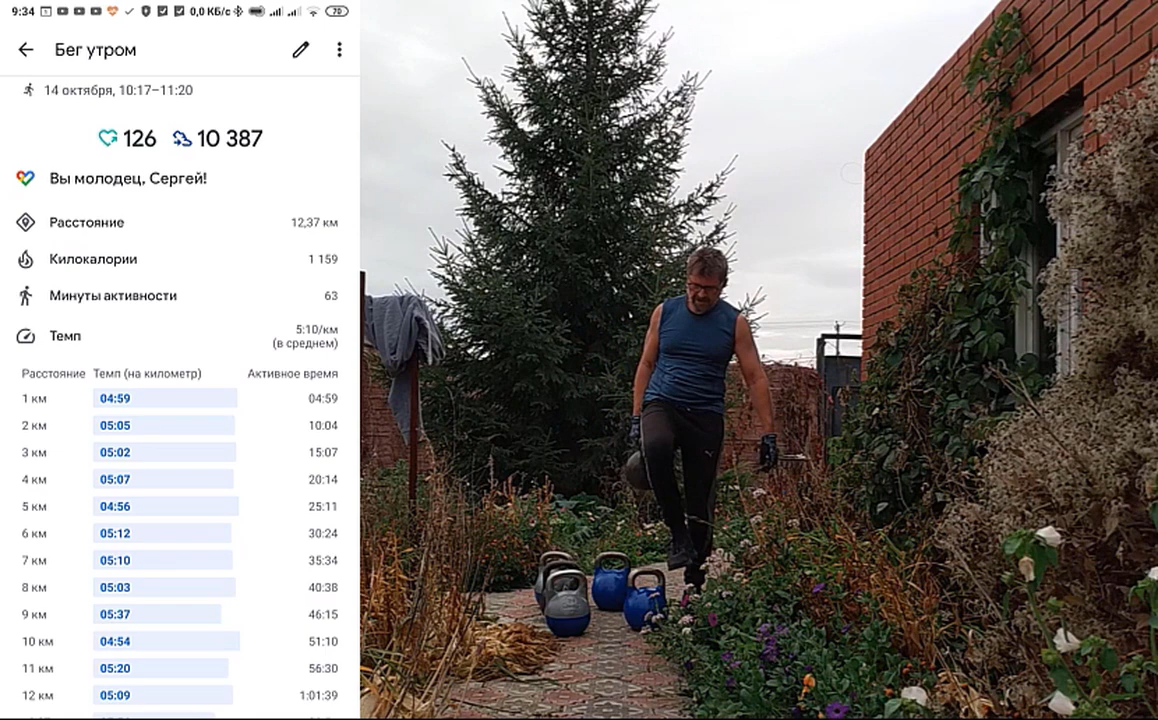 9:34 0,0 КБ/с 70
Бег утром
14 октября, 10:17–11:20
126 10 387
Вы молодец, Сергей!
Расстояние 12,37 км
Килокалории 1 159
Минуты активности 63
Темп 5:10/км
(в среднем)
Расстояние Темп (на километр) Активное время
1 км 04:59 04:59
2 км 05:05 10:04
3 км 05:02 15:07
4 км 05:07 20:14
5 км 04:56 25:11
6 км 05:12 30:24
7 км 05:10 35:34
8 км 05:03 40:38
9 км 05:37 46:15
10 км 04:54 51:10
11 км 05:20 56:30
12 км 05:09 1:01:39